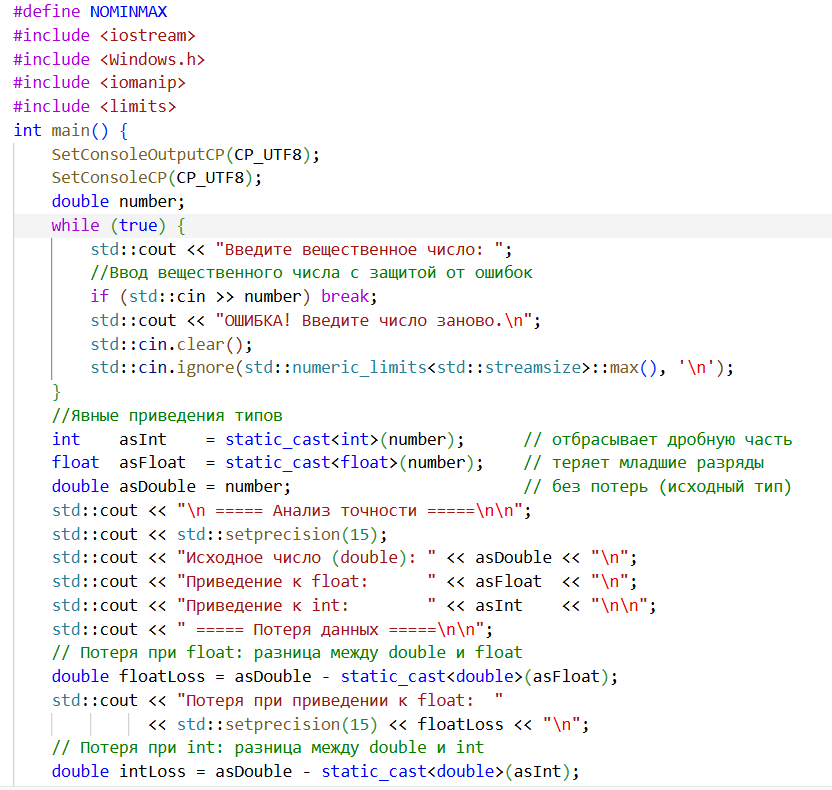 #define NOMINMAX
#include <iostream>
#include <Windows.h>
#include <iomanip>
#include <limits>
int main() {
    SetConsoleOutputCP(CP_UTF8);
    SetConsoleCP(CP_UTF8);
    double number;
    while (true) {
        std::cout << "Введите вещественное число: ";
        //Ввод вещественного числа с защитой от ошибок
        if (std::cin >> number) break;
        std::cout << "ОШИБКА! Введите число заново.\n";
        std::cin.clear();
        std::cin.ignore(std::numeric_limits<std::streamsize>::max(), '\n');
    }
    //Явные приведения типов
    int    asInt    = static_cast<int>(number);      // отбрасывает дробную часть
    float  asFloat  = static_cast<float>(number);    // теряет младшие разряды
    double asDouble = number;                        // без потерь (исходный тип)
    std::cout << "\n ===== Анализ точности =====\n\n";
    std::cout << std::setprecision(15);
    std::cout << "Исходное число (double): " << asDouble << "\n";
    std::cout << "Приведение к float:      " << asFloat  << "\n";
    std::cout << "Приведение к int:        " << asInt    << "\n\n";
    std::cout << " ===== Потеря данных =====\n\n";
    // Потеря при float: разница между double и float
    double floatLoss = asDouble - static_cast<double>(asFloat);
    std::cout << "Потеря при приведении к float:  "
              << std::setprecision(15) << floatLoss << "\n";
    // Потеря при int: разница между double и int
    double intLoss = asDouble - static_cast<double>(asInt);